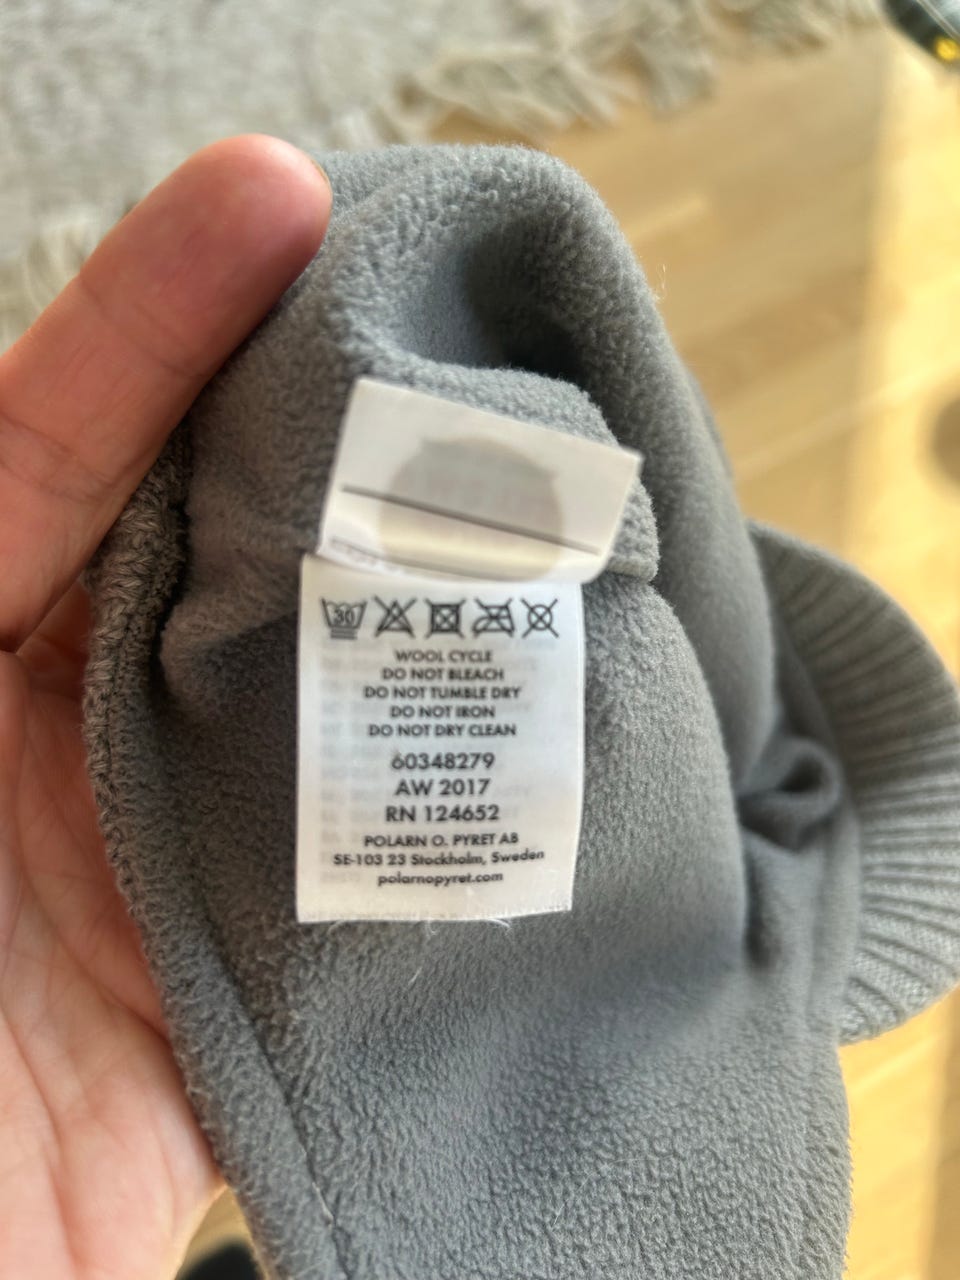 30
WOOL CYCLE
DO NOT BLEACH
DO NOT TUMBLE DRY
DO NOT IRON
DO NOT DRY CLEAN
60348279
AW 2017
RN 124652
POLARN O. PYRET AB
SE-103 23 Stockholm, Sweden
polarnopyret.com